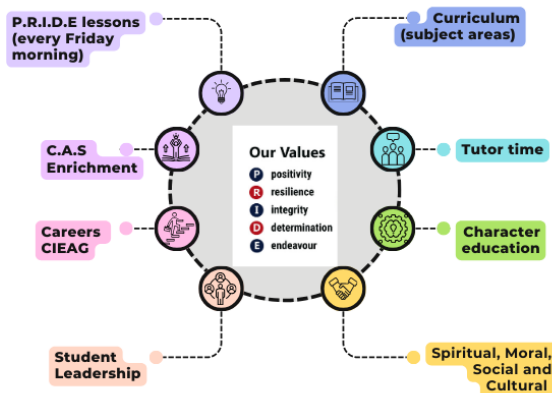 P.R.I.D.E lessons
(every Friday
morning)
Curriculum
(subject areas)
C.A.S
Enrichment
Our Values
P positivity
R resilience
I integrity
D determination
E endeavour
Tutor time
Careers
CIEAG
Character
education
Student
Leadership
Spiritual, Moral,
Social and
Cultural